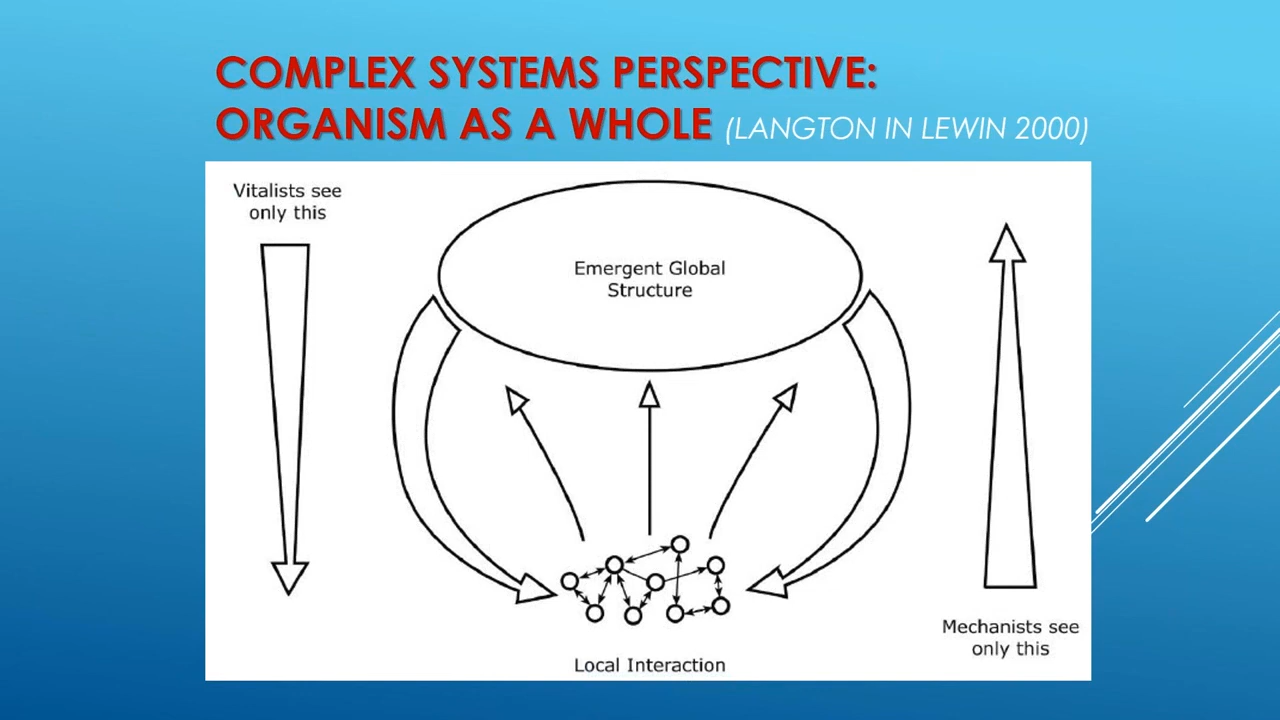 COMPLEX SYSTEMS PERSPECTIVE:
ORGANISM AS A WHOLE (LANGTON IN LEWIN 2000)
Vitalists see
only this
Emergent Global
Structure
Mechanists see
only this
Local Interaction